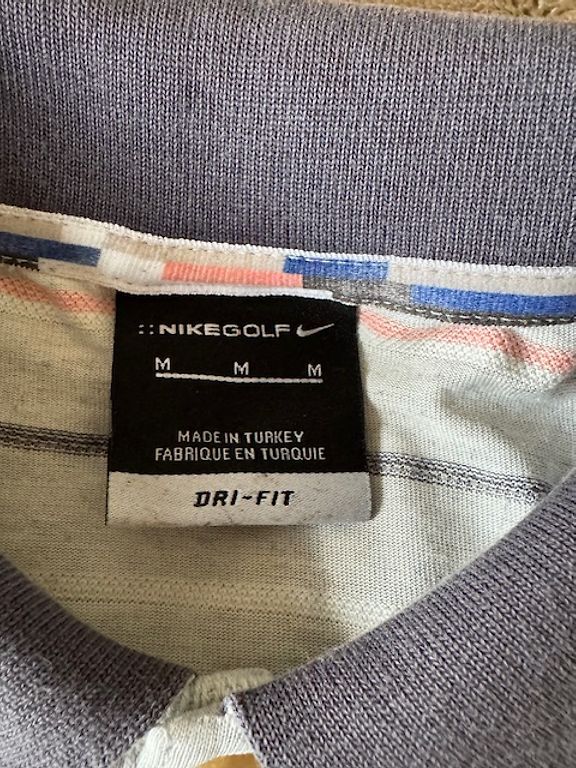 NIKEGOLF
M M M
MADE IN TURKEY
FABRIQUE EN TURQUIE
DRI-FIT